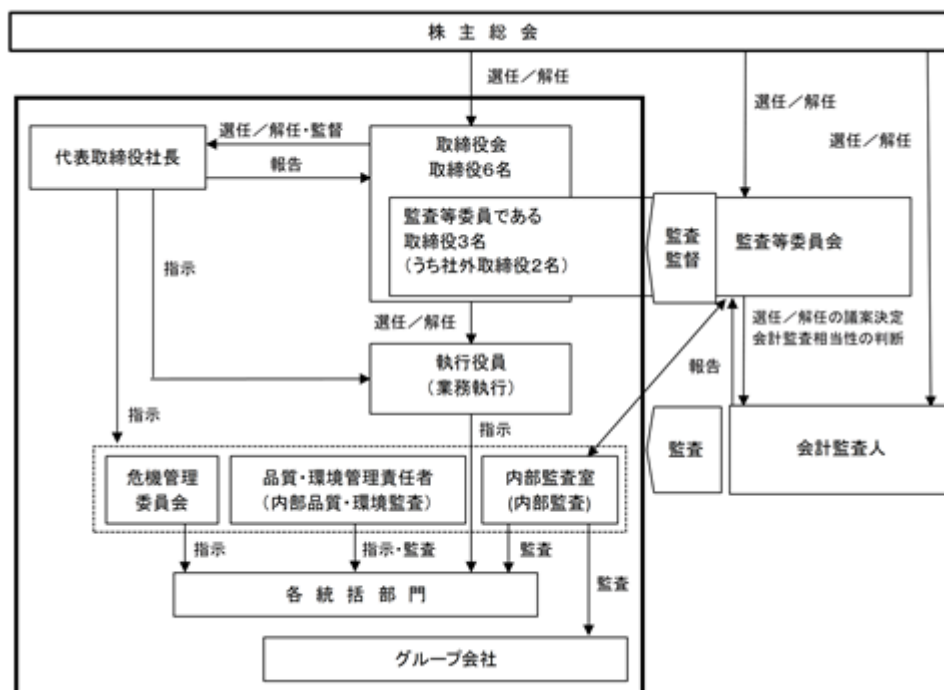 株主総会
選任／解任
選任／解任
選任／解任
選任／解任・監督
代表取締役社長
報告
取締役会
取締役6名
監査等委員である
取締役3名
(うち社外取締役2名)
監査
監督
監査等委員会
指示
選任／解任
選任／解任の議案決定
会計監査相当性の判断
執行役員
(業務執行)
報告
指示
指示
監査
会計監査人
危機管理
委員会
品質・環境管理責任者
(内部品質・環境監査)
内部監査室
(内部監査)
指示
指示・監査
監査
監査
各統括部門
グループ会社